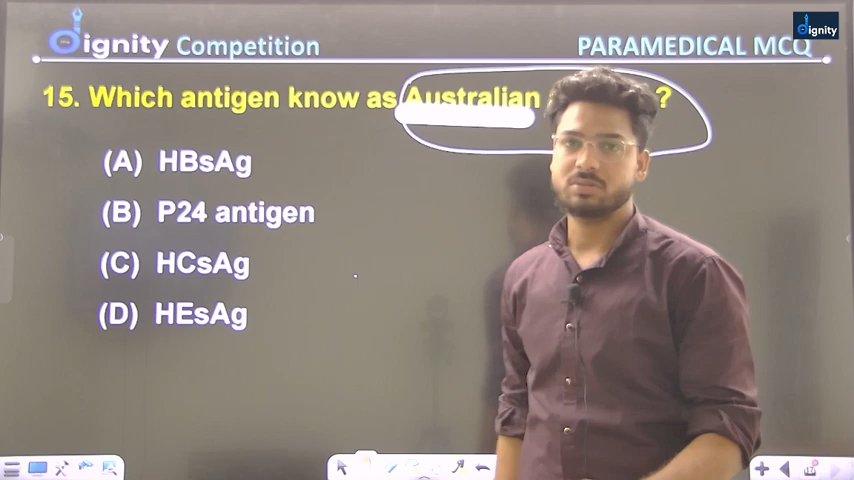 dignity Competition
PARAMEDICAL MCQ
dignity
15. Which antigen know as Australian ?
(A) HBsAg
(B) P24 antigen
(C) HCsAg
(D) HEsAg